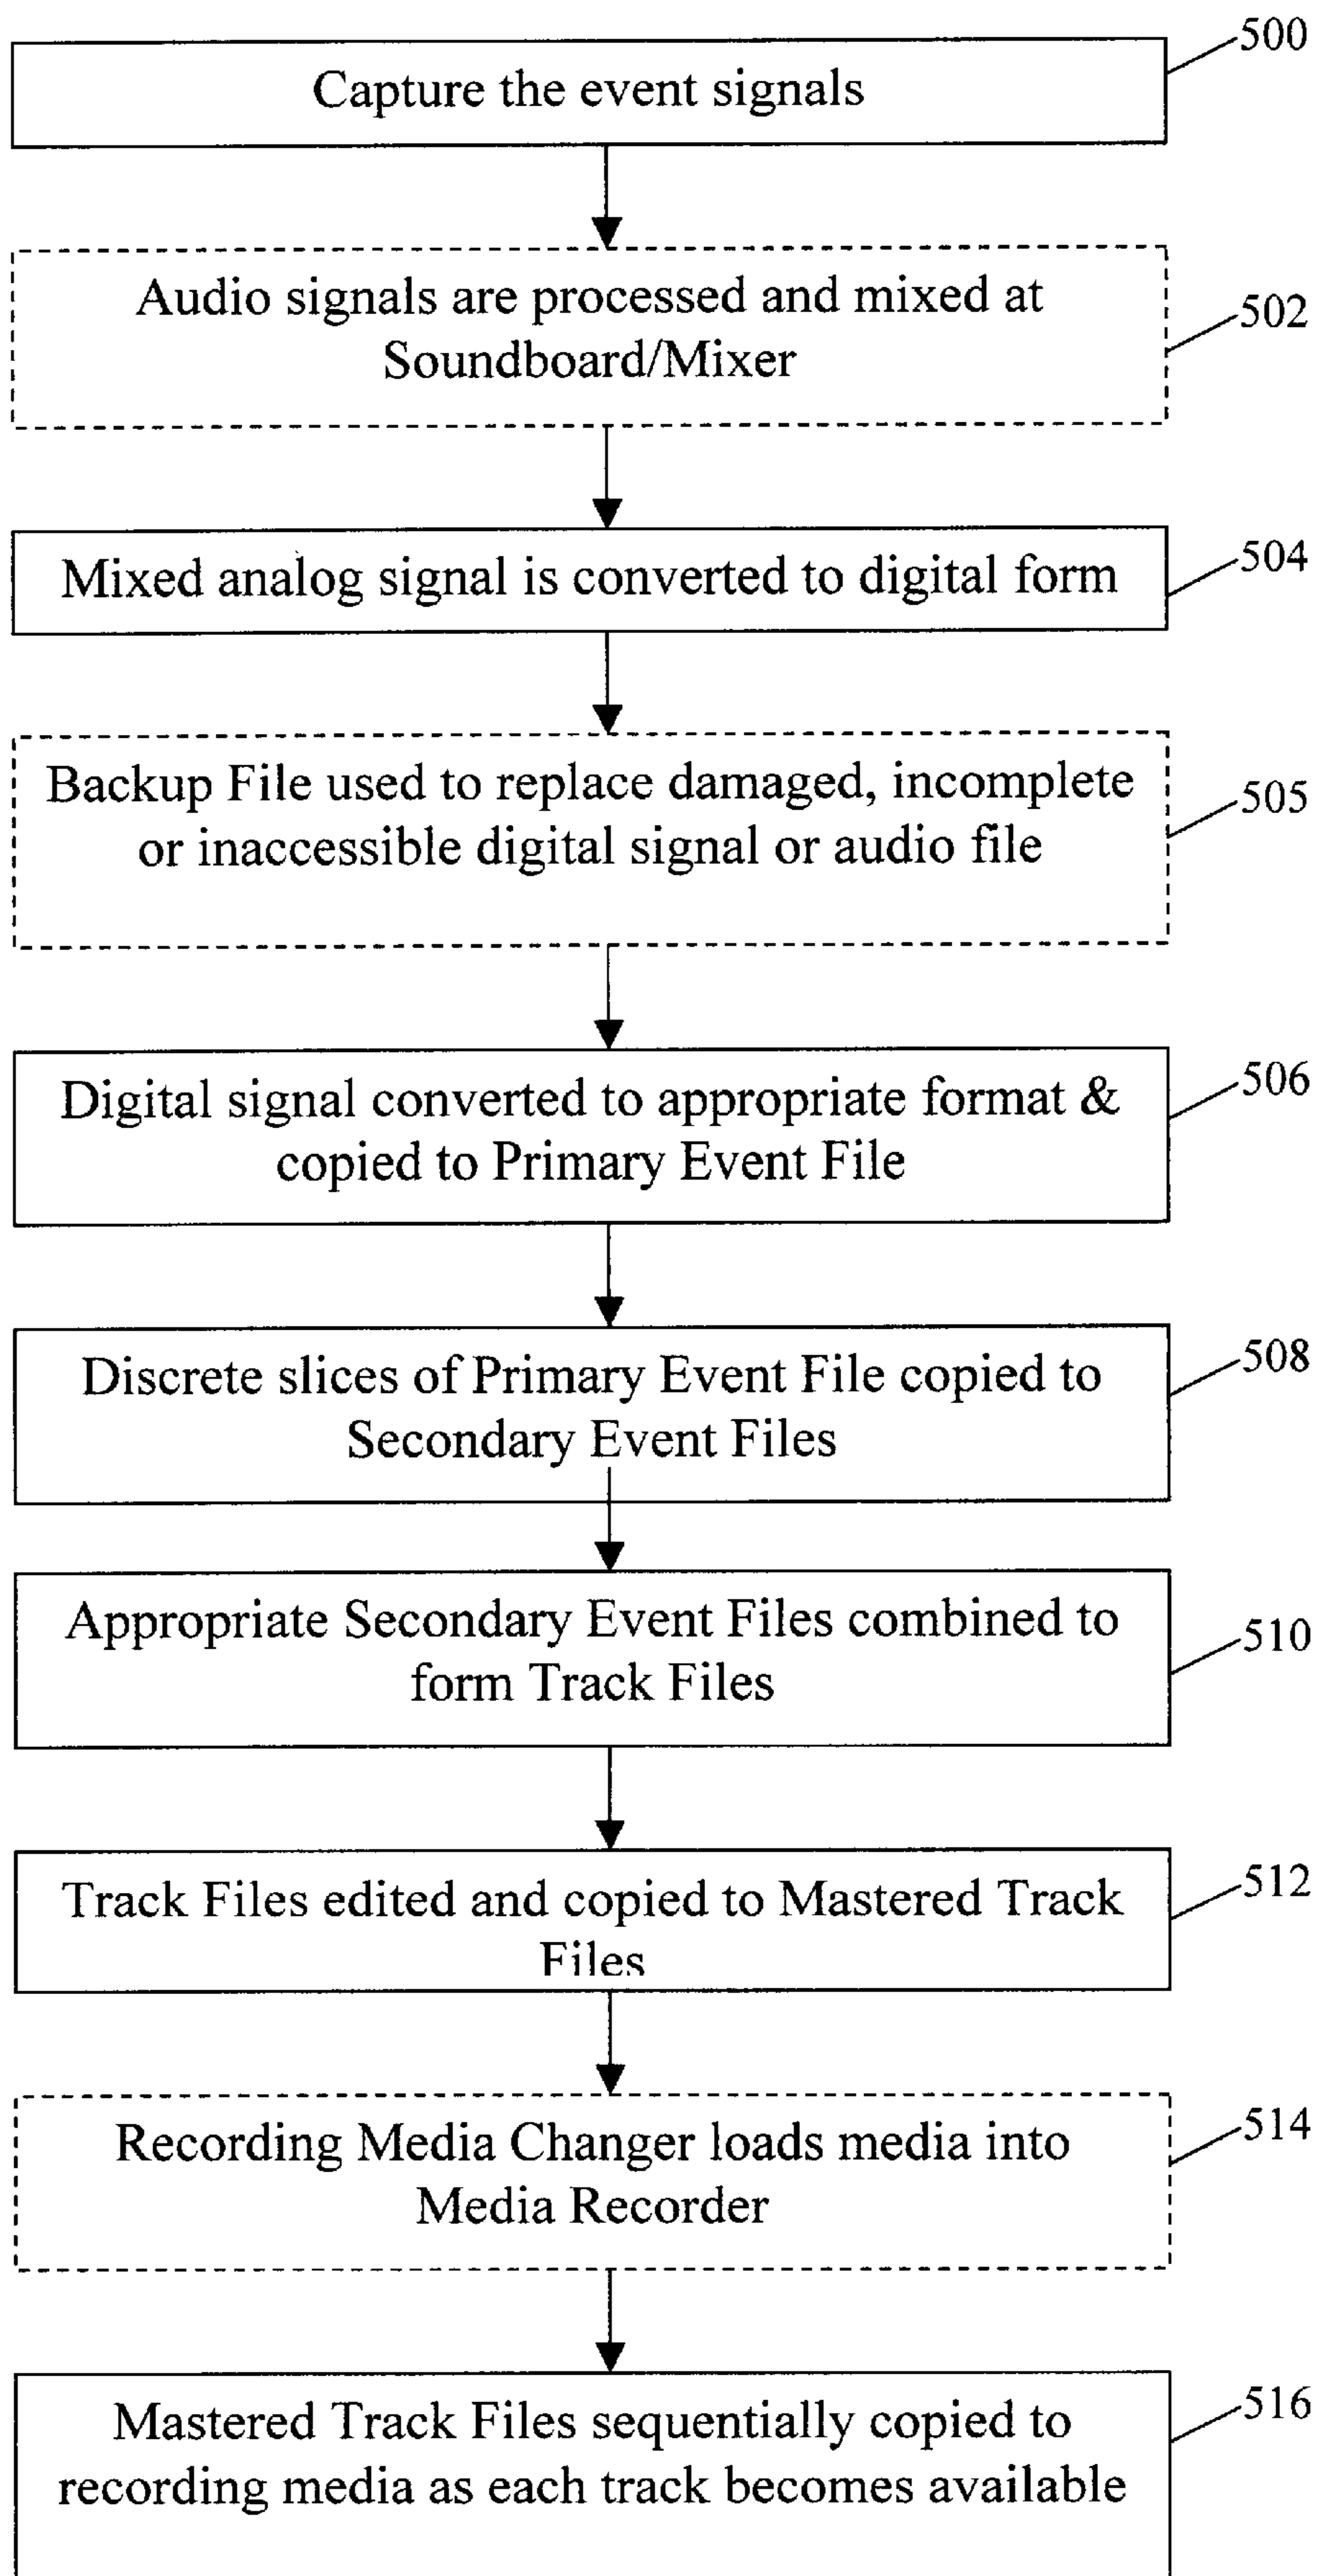 500
Capture the event signals
Audio signals are processed and mixed at
Soundboard/Mixer
502
Mixed analog signal is converted to digital form
504
Backup File used to replace damaged, incomplete
or inaccessible digital signal or audio file
505
Digital signal converted to appropriate format &
copied to Primary Event File
506
Discrete slices of Primary Event File copied to
Secondary Event Files
508
Appropriate Secondary Event Files combined to
form Track Files
510
Track Files edited and copied to Mastered Track
Files
512
Recording Media Changer loads media into
Media Recorder
514
Mastered Track Files sequentially copied to
recording media as each track becomes available
516